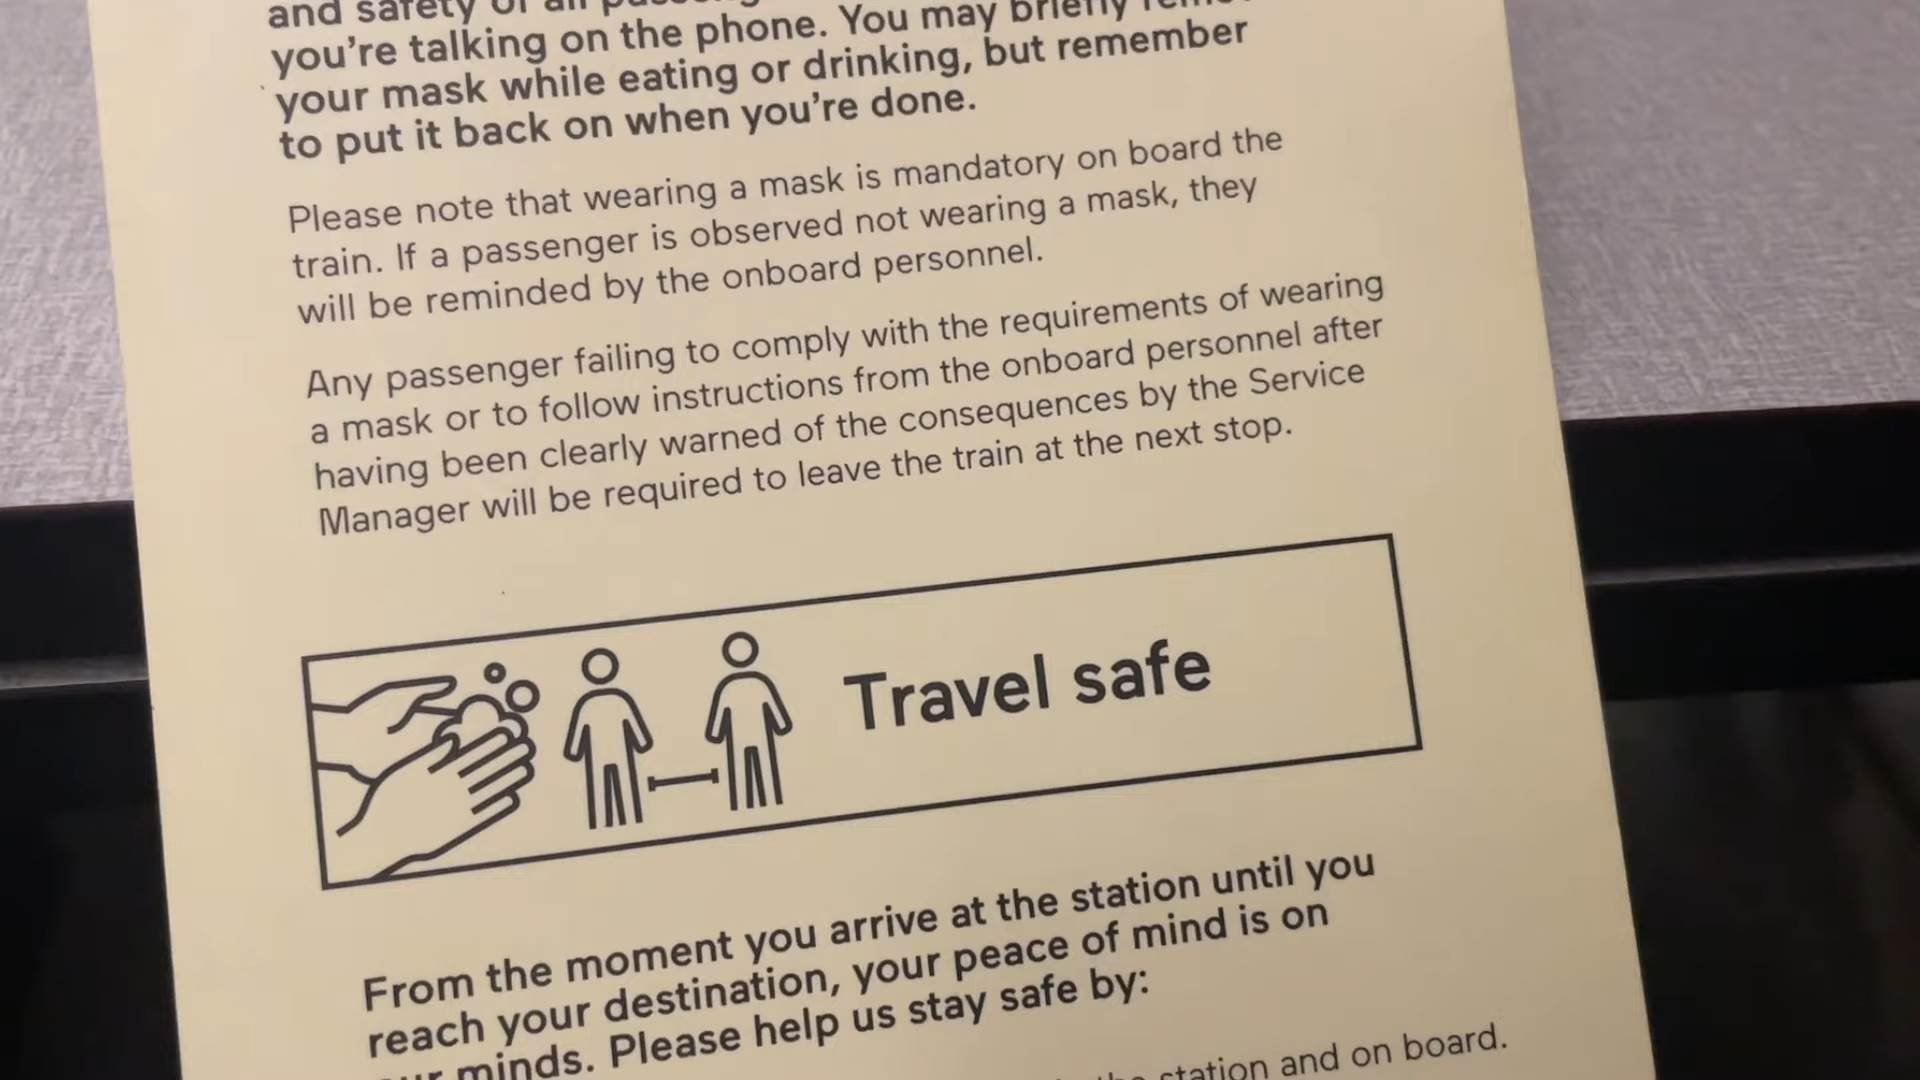 and safety of all
you're talking on the phone. You may briefly
your mask while eating or drinking, but remember
to put it back on when you're done.
Please note that wearing a mask is mandatory on board the
train. If a passenger is observed not wearing a mask, they
will be reminded by the onboard personnel.
Any passenger failing to comply with the requirements of wearing
a mask or to follow instructions from the onboard personnel after
having been clearly warned of the consequences by the Service
Manager will be required to leave the train at the next stop.
Travel safe
From the moment you arrive at the station until you
reach your destination, your peace of mind is on
minds. Please help us stay safe by:
station and on board.